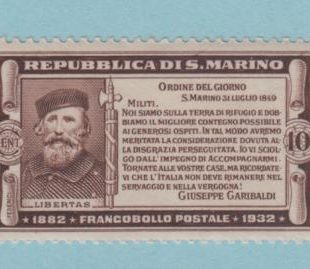 REPUBBLICA DI S. MARINO
ORDINE DEL GIORNO
S. MARINO 31 LUGLIO 1849
MILITI,
NOI SIAMO SULLA TERRA DI RIFUGIO E DOB-
BIAMO IL MIGLIORE CONTEGNO POSSIBILE
AI GENEROSI OSPITI. IN TAL MODO AVREMO
MERITATA LA CONSIDERAZIONE DOVUTA AL-
LA DISGRAZIA PERSEGUITATA. IO VI SCIOL-
GO DALL'IMPEGNO DI ACCOMPAGNARMI.
TORNATE ALLE VOSTRE CASE, MA RICORDATE-
VI CHE L'ITALIA NON DEVE RIMANERE NEL
SERVAGGIO E NELLA VERGOGNA!
GIUSEPPE GARIBALDI
CENT
10
LIBERTAS
★ 1882 ★ FRANCOBOLLO POSTALE ★ 1932 ★